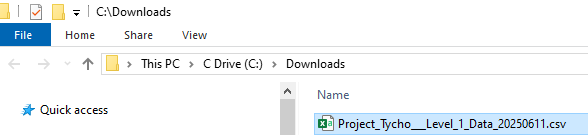 C:\Downloads
File Home Share View
This PC > C Drive (C:) > Downloads
Quick access
Name
Project_Tycho___Level_1_Data_20250611.csv